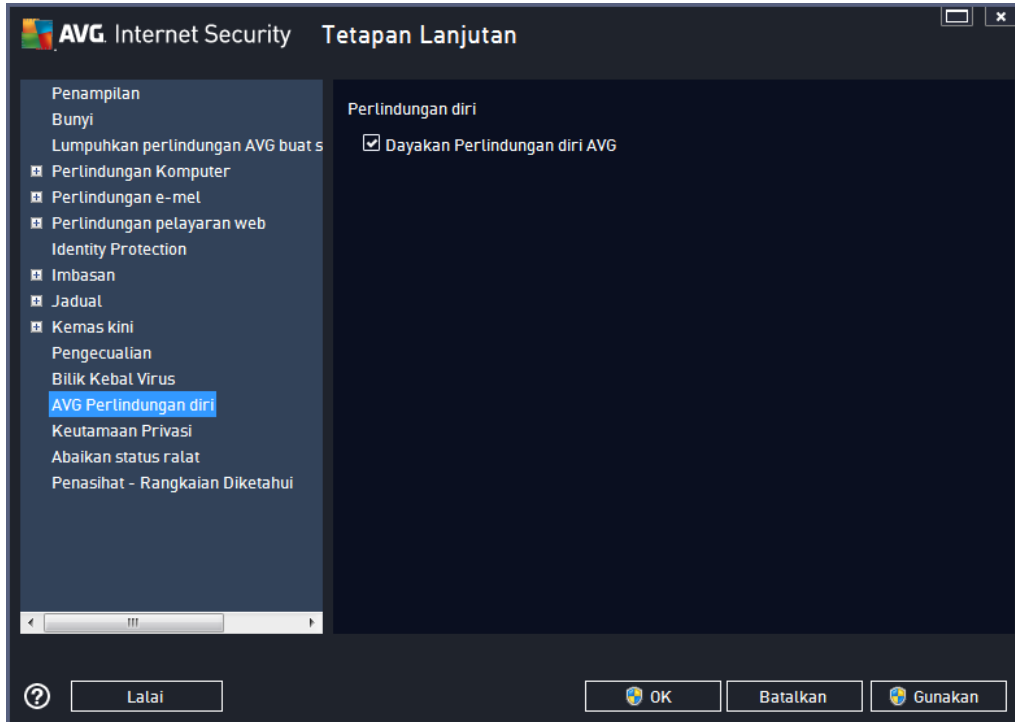 AVG. Internet Security Tetapan Lanjutan
Penampilan
Bunyi
Lumpuhkan perlindungan AVG buat s
Perlindungan Komputer
Perlindungan e-mel
Perlindungan pelayaran web
Identity Protection
Imbasan
Jadual
Kemas kini
Pengecualian
Bilik Kebal Virus
AVG Perlindungan diri
Keutamaan Privasi
Abaikan status ralat
Penasihat - Rangkaian Diketahui
Perlindungan diri
Dayakan Perlindungan diri AVG
Lalai
OK
Batalkan
Gunakan